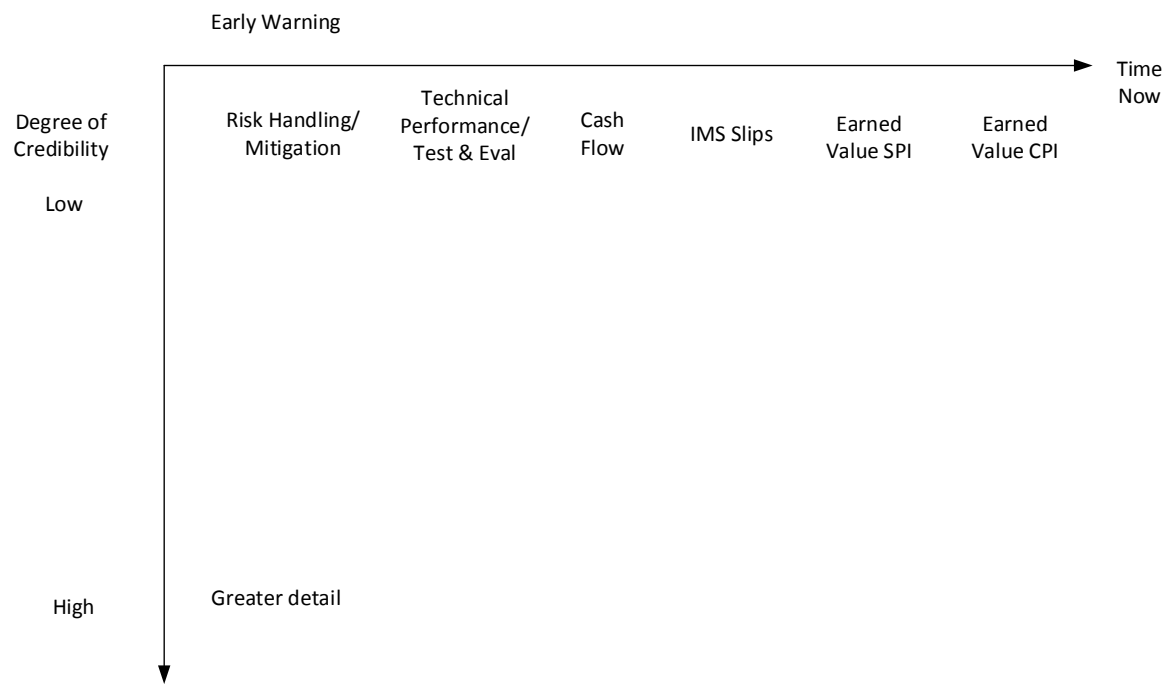 Early Warning
Time
Now
Degree of
Credibility
Risk Handling/
Mitigation
Technical
Performance/
Test & Eval
Cash
Flow
IMS Slips
Earned
Value SPI
Earned
Value CPI
Low
High
Greater detail